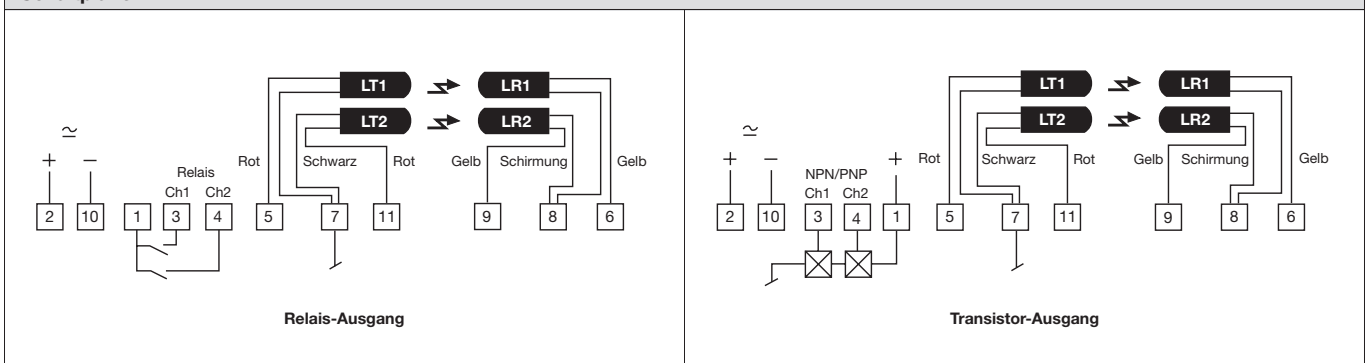 LT1 LR1
LT2 LR2
≃
+ −
Relais
Ch1 Ch2
Rot Schwarz Rot Gelb Schirmung Gelb
2 10 1 3 4 5 7 11 9 8 6
Relais-Ausgang
LT1 LR1
LT2 LR2
≃
+ − +
NPN/PNP
Ch1 Ch2
Rot Schwarz Rot Gelb Schirmung Gelb
2 10 3 4 1 5 7 11 9 8 6
Transistor-Ausgang